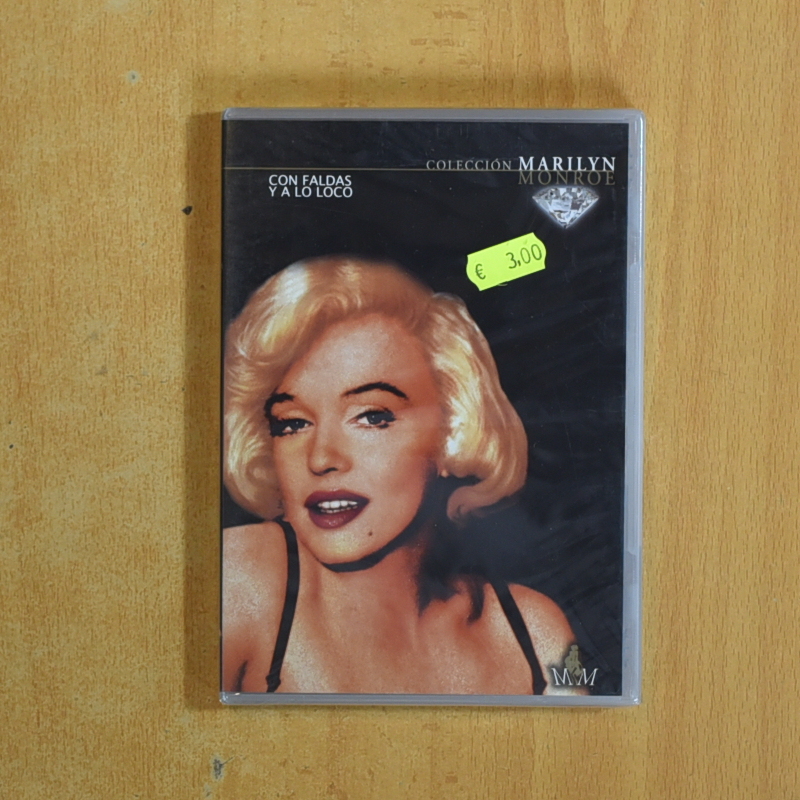 COLECCIÓN MARILYN
MONROE
CON FALDAS
Y A LO LOCO
€ 3,00
MM